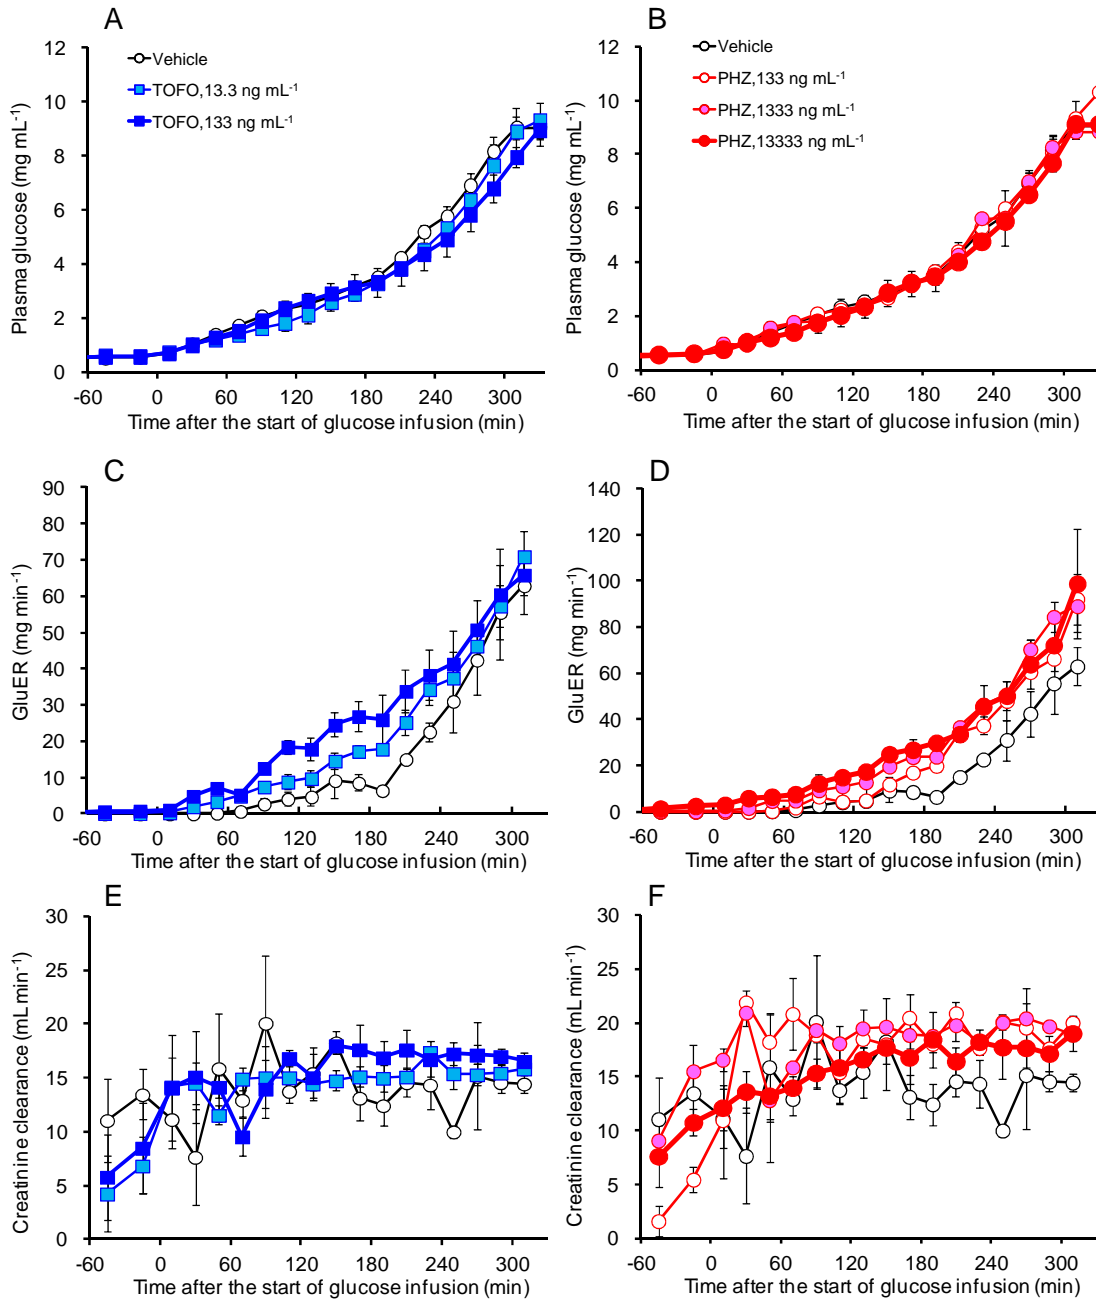 A
B
12
10
8
6
4
2
0
Plasma glucose (mg mL⁻¹)
Vehicle
TOFO,13.3 ng mL⁻¹
TOFO,133 ng mL⁻¹
-60 0 60 120 180 240 300
Time after the start of glucose infusion (min)
12
10
8
6
4
2
0
Plasma glucose (mg mL⁻¹)
Vehicle
PHZ,133 ng mL⁻¹
PHZ,1333 ng mL⁻¹
PHZ,13333 ng mL⁻¹
-60 0 60 120 180 240 300
Time after the start of glucose infusion (min)
C
D
90
80
70
60
50
40
30
20
10
0
GluER (mg min⁻¹)
-60 0 60 120 180 240 300
Time after the start of glucose infusion (min)
140
120
100
80
60
40
20
0
GluER (mg min⁻¹)
-60 0 60 120 180 240 300
Time after the start of glucose infusion (min)
E
F
30
25
20
15
10
5
0
Creatinine clearance (mL min⁻¹)
-60 0 60 120 180 240 300
Time after the start of glucose infusion (min)
30
25
20
15
10
5
0
Creatinine clearance (mL min⁻¹)
-60 0 60 120 180 240 300
Time after the start of glucose infusion (min)